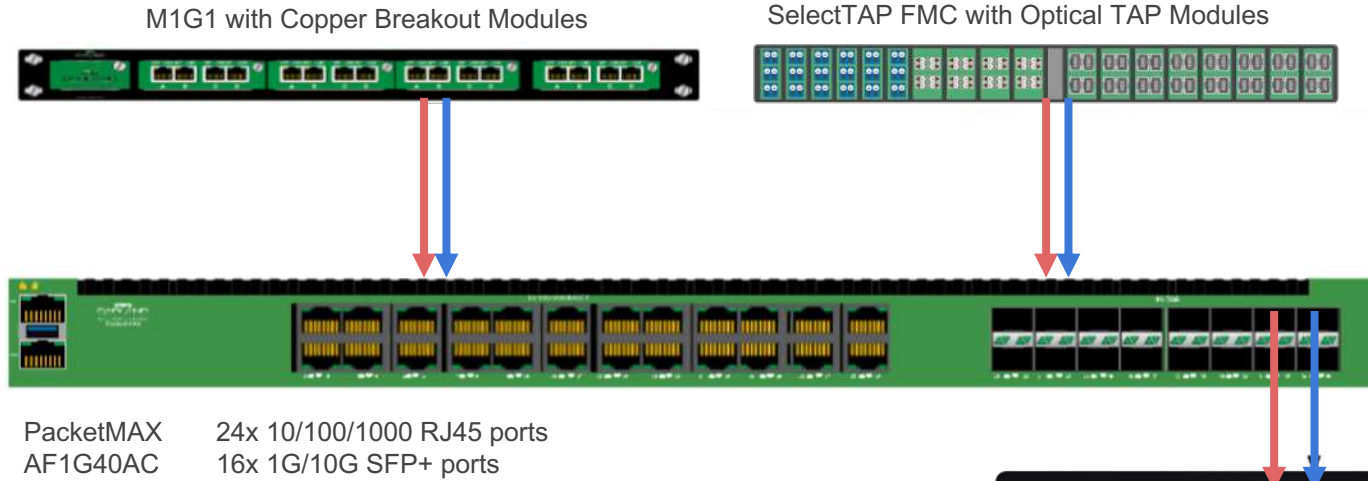 M1G1 with Copper Breakout Modules
SelectTAP FMC with Optical TAP Modules
PacketMAX 24x 10/100/1000 RJ45 ports
AF1G40AC 16x 1G/10G SFP+ ports